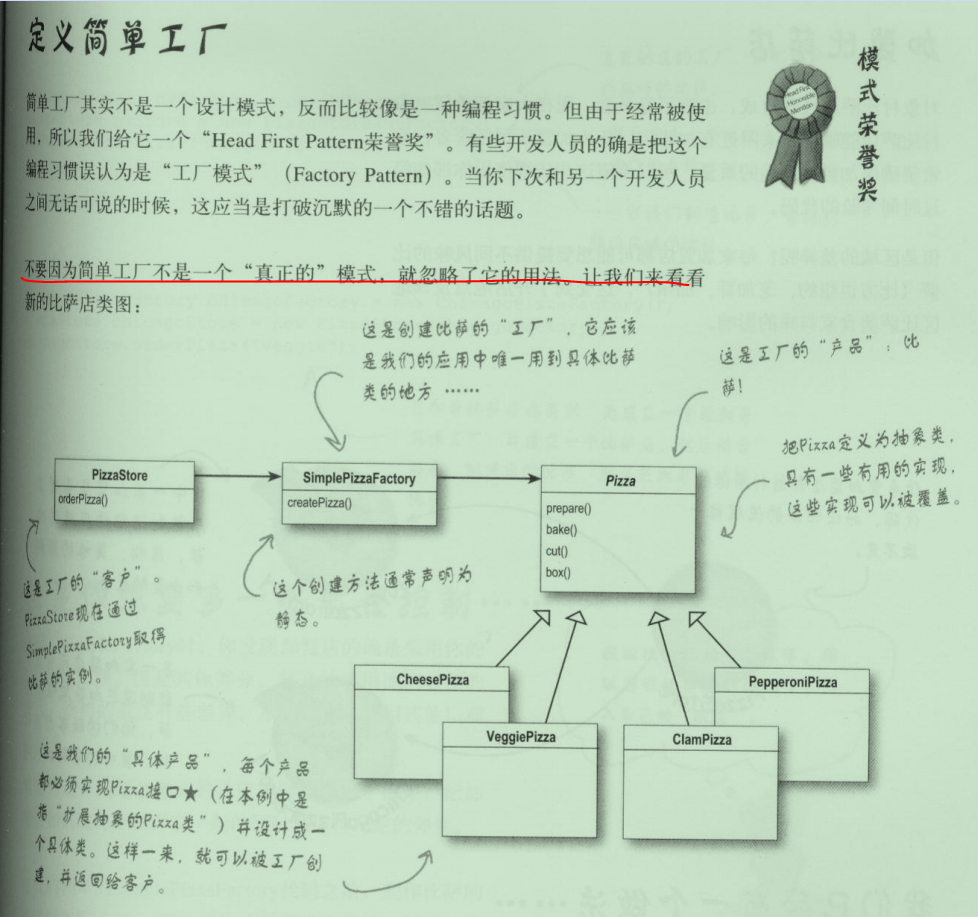 定义简单工厂
模式荣誉奖
Head First
Honorable
Mention
简单工厂其实不是一个设计模式，反而比较像是一种编程习惯。但由于经常被使
用，所以我们给它一个“Head First Pattern荣誉奖”。有些开发人员的确是把这个
编程习惯误认为是“工厂模式”（Factory Pattern）。当你下次和另一个开发人员
之间无话可说的时候，这应当是打破沉默的一个不错的话题。
不要因为简单工厂不是一个“真正的”模式，就忽略了它的用法。让我们来看看
新的比萨店类图：
这是创建比萨的“工厂”，它应该
是我们的应用中唯一用到具体比萨
类的地方……
这是工厂的“产品”：比
萨！
把Pizza定义为抽象类，
具有一些有用的实现，
这些实现可以被覆盖。
PizzaStore
orderPizza()
SimplePizzaFactory
createPizza()
Pizza
prepare()
bake()
cut()
box()
这是工厂的“客户”。
PizzaStore现在通过
SimplePizzaFactory取得
比萨的实例。
这个创建方法通常声明为
静态。
CheesePizza
VeggiePizza
ClamPizza
PepperoniPizza
这是我们的“具体产品”，每个产品
都必须实现Pizza接口★（在本例中是
指“扩展抽象的Pizza类”）并设计成一
个具体类。这样一来，就可以被工厂创
建，并返回给客户。